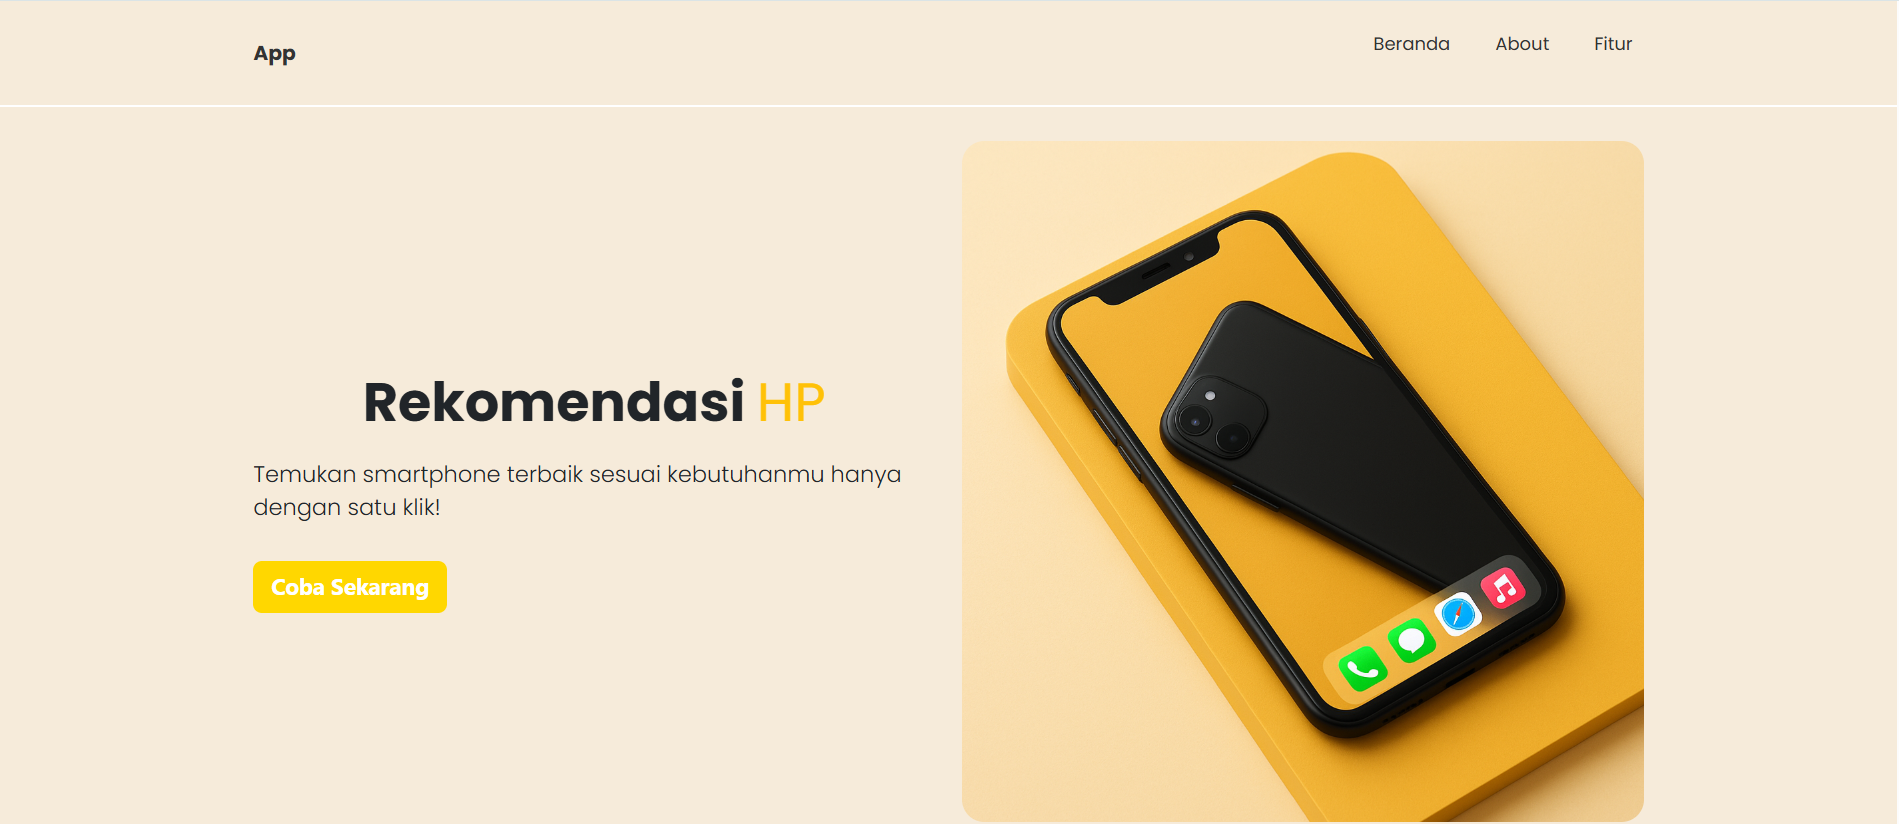 App
Beranda About Fitur
Rekomendasi HP
Temukan smartphone terbaik sesuai kebutuhanmu hanya
dengan satu klik!
Coba Sekarang